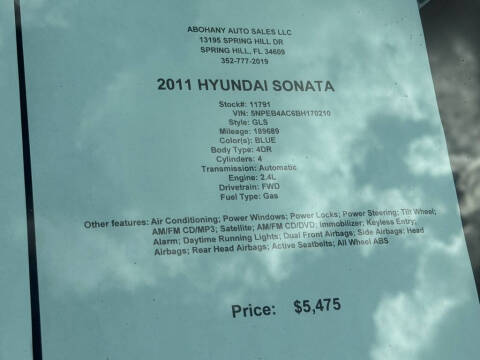 ABOHANY AUTO SALES LLC
13195 SPRING HILL DR
SPRING HILL, FL 34609
352-777-2019
2011 HYUNDAI SONATA
Stock#: 11791
VIN: 5NPEB4AC6BH170210
Style: GLS
Mileage: 189689
Color(s): BLUE
Body Type: 4DR
Cylinders: 4
Transmission: Automatic
Engine: 2.4L
Drivetrain: FWD
Fuel Type: Gas
Other features: Air Conditioning; Power Windows; Power Locks; Power Steering; Tilt Wheel;
AM/FM CD/MP3; Satellite; AM/FM CD/DVD; Immobilizer; Keyless Entry;
Alarm; Daytime Running Lights; Dual Front Airbags; Side Airbags; Head
Airbags; Rear Head Airbags; Active Seatbelts; All Wheel ABS
Price: $5,475